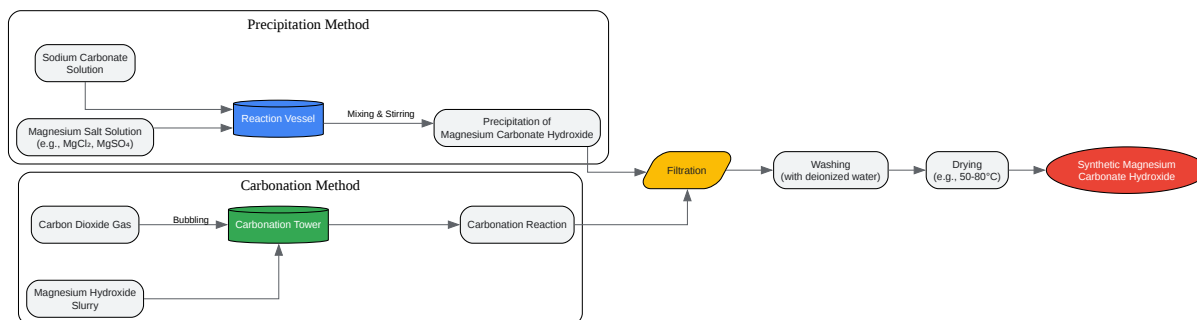 Precipitation Method
Sodium Carbonate
Solution
Magnesium Salt Solution
(e.g., MgCl₂, MgSO₄)
Reaction Vessel
Mixing & Stirring
Precipitation of
Magnesium Carbonate Hydroxide
Carbonation Method
Carbon Dioxide Gas
Bubbling
Carbonation Tower
Carbonation Reaction
Magnesium Hydroxide
Slurry
Filtration
Washing
(with deionized water)
Drying
(e.g., 50-80°C)
Synthetic Magnesium
Carbonate Hydroxide